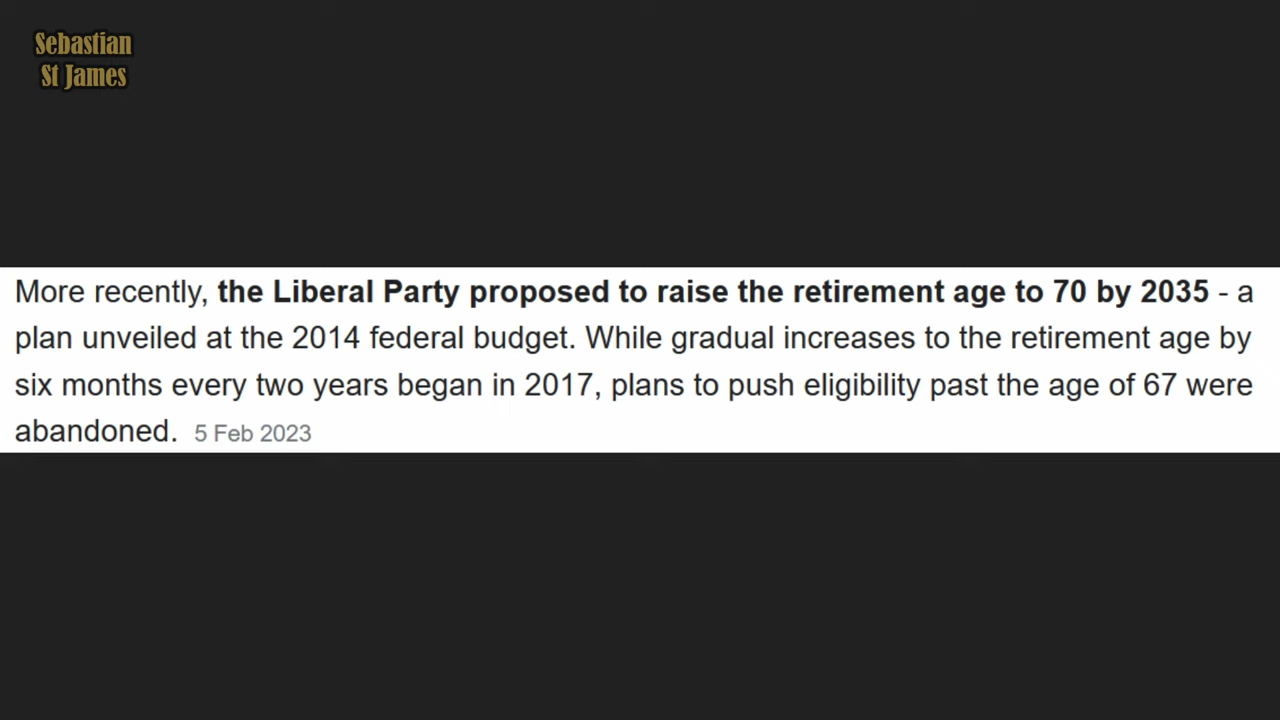 Sebastian
St James
More recently, the Liberal Party proposed to raise the retirement age to 70 by 2035 - a
plan unveiled at the 2014 federal budget. While gradual increases to the retirement age by
six months every two years began in 2017, plans to push eligibility past the age of 67 were
abandoned. 5 Feb 2023